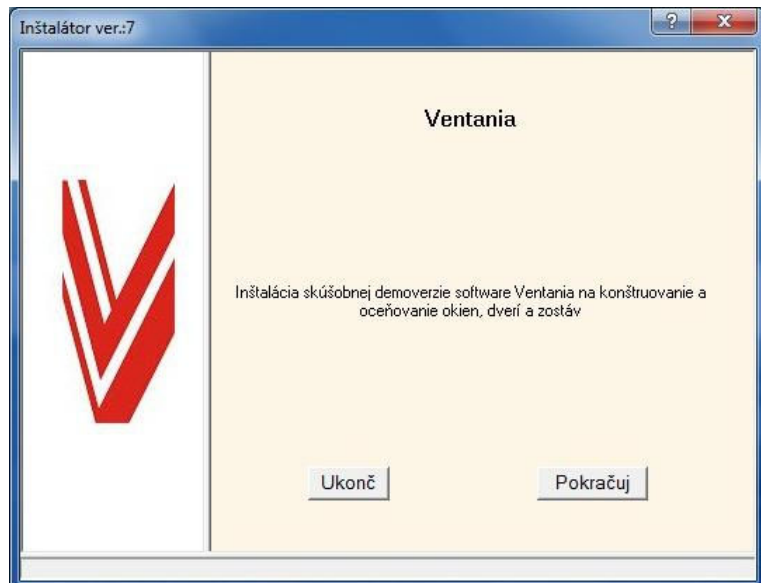 Inštalátor ver.:7
Ventania
Inštalácia skúšobnej demoverzie software Ventania na konštruovanie a
oceňovanie okien, dverí a zostáv
Ukonč
Pokračuj